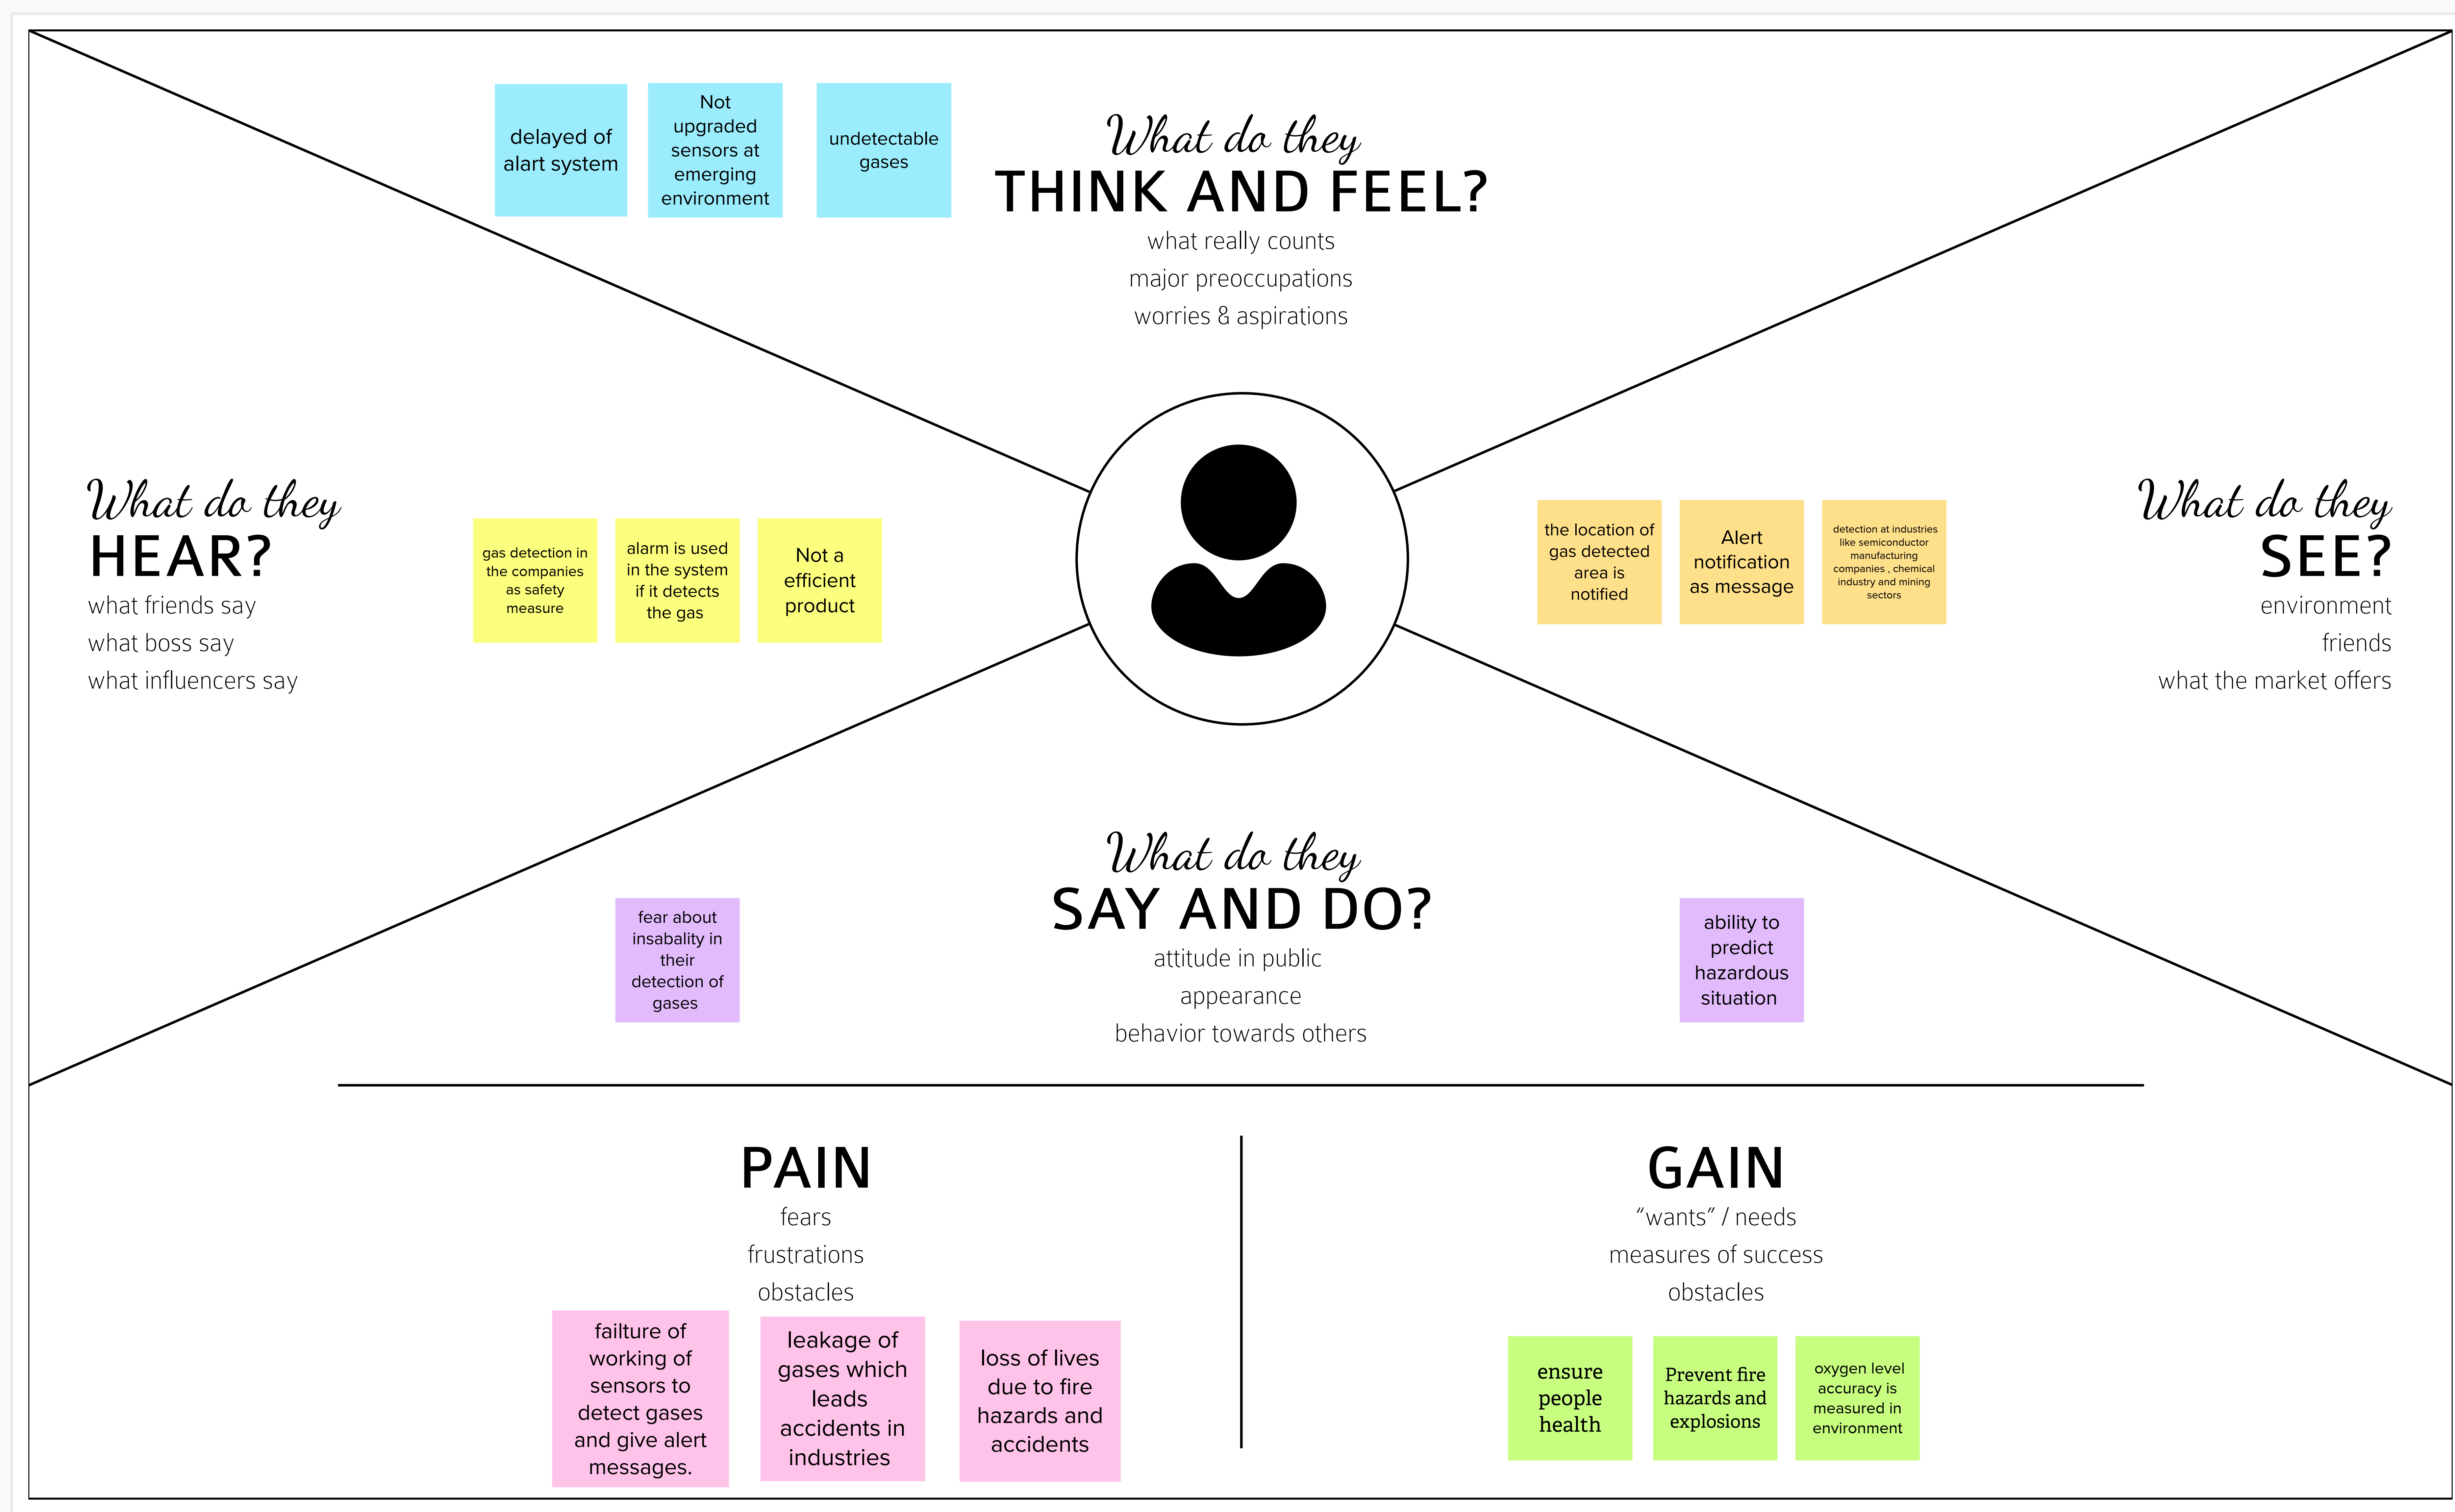 delayed of
alart system
Not
upgraded
sensors at
emerging
environment
undetectable
gases
What do they
THINK AND FEEL?
what really counts
major preoccupations
worries & aspirations
What do they
HEAR?
what friends say
what boss say
what influencers say
gas detection in
the companies
as safety
measure
alarm is used
in the system
if it detects
the gas
Not a
efficient
product
the location of
gas detected
area is
notified
Alert
notification
as message
detection at industries
like semiconductor
manufacturing
companies , chemical
industry and mining
sectors
What do they
SEE?
environment
friends
what the market offers
What do they
SAY AND DO?
attitude in public
appearance
behavior towards others
fear about
insabality in
their
detection of
gases
ability to
predict
hazardous
situation
PAIN
fears
frustrations
obstacles
failture of
working of
sensors to
detect gases
and give alert
messages.
leakage of
gases which
leads
accidents in
industries
loss of lives
due to fire
hazards and
accidents
GAIN
“wants” / needs
measures of success
obstacles
ensure
people
health
Prevent fire
hazards and
explosions
oxygen level
accuracy is
measured in
environment